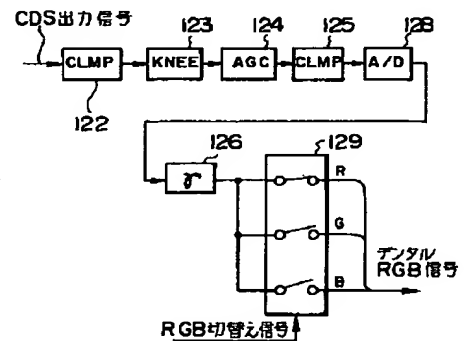 CDS出力信号
123
124
125
128
CLMP
KNEE
AGC
CLMP
A/D
122
126
129
γ
R
G
B
デンタル
RGB信号
RGB切替え信号